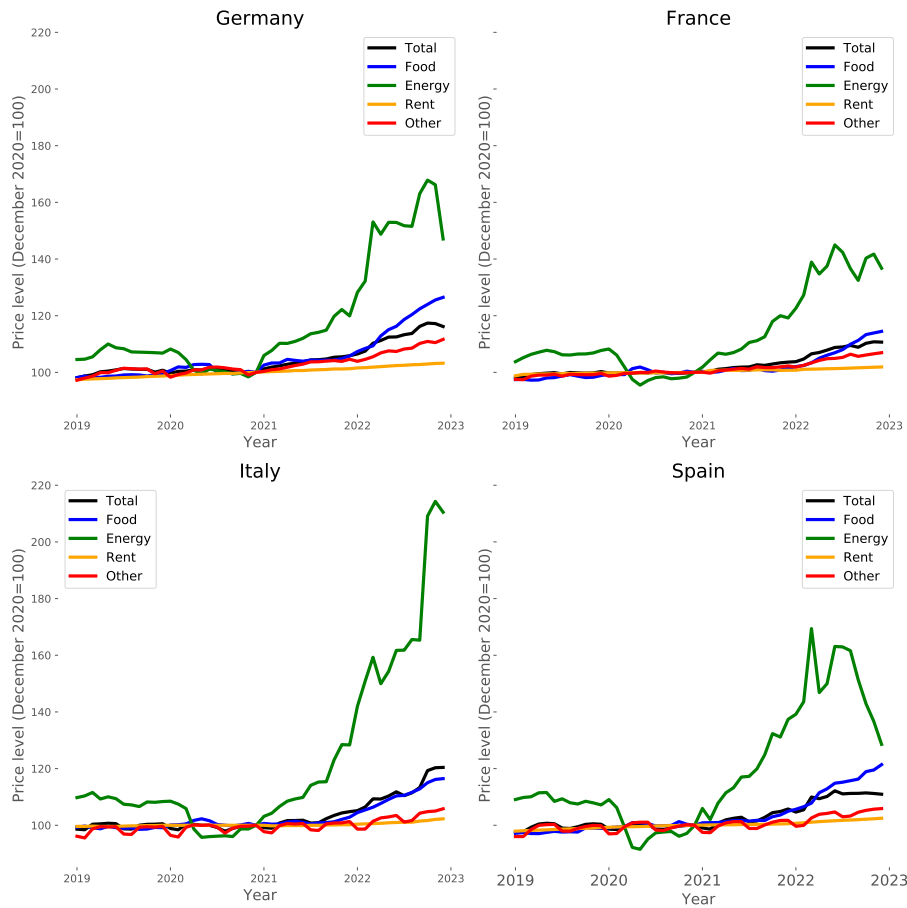 Germany
Price level (December 2020=100)
220
200
180
160
140
120
100
Total
Food
Energy
Rent
Other
2019
2020
2021
2022
2023
Year
France
Price level (December 2020=100)
Total
Food
Energy
Rent
Other
2019
2020
2021
2022
2023
Year
Italy
Price level (December 2020=100)
220
200
180
160
140
120
100
Total
Food
Energy
Rent
Other
2019
2020
2021
2022
2023
Year
Spain
Price level (December 2020=100)
Total
Food
Energy
Rent
Other
2019
2020
2021
2022
2023
Year